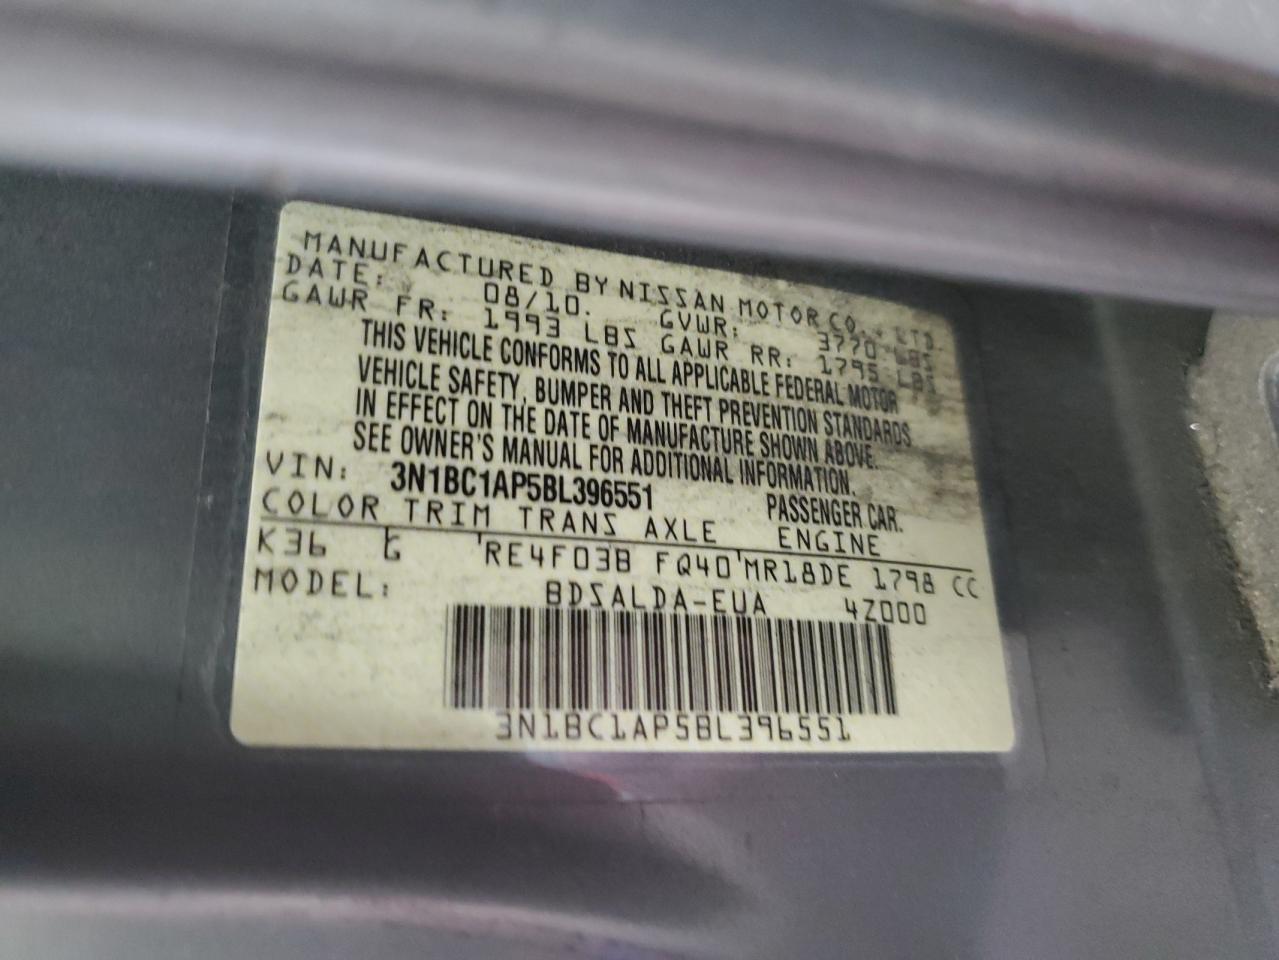 MANUFACTURED BY NISSAN MOTOR CO., LTD.
DATE: 08/10. GVWR: 3770 LBS
GAWR FR: 1993 LBS GAWR RR: 1795 LBS
THIS VEHICLE CONFORMS TO ALL APPLICABLE FEDERAL MOTOR
VEHICLE SAFETY, BUMPER AND THEFT PREVENTION STANDARDS
IN EFFECT ON THE DATE OF MANUFACTURE SHOWN ABOVE.
SEE OWNER'S MANUAL FOR ADDITIONAL INFORMATION.
VIN: 3N1BC1AP5BL396551 PASSENGER CAR.
COLOR TRIM TRANS AXLE ENGINE
K36 G RE4F03B FQ40 MR18DE 1798 CC
MODEL: BDSALDA-EUA 4Z000
3N1BC1AP5BL396551